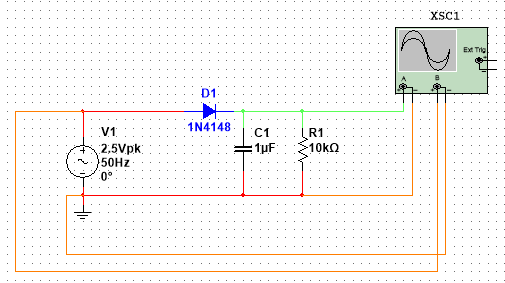 XSC1
Ext Trig
+
-
A
B
+ - + -
D1
1N4148
V1
2.5Vpk
50Hz
0°
C1
1µF
R1
10kΩ